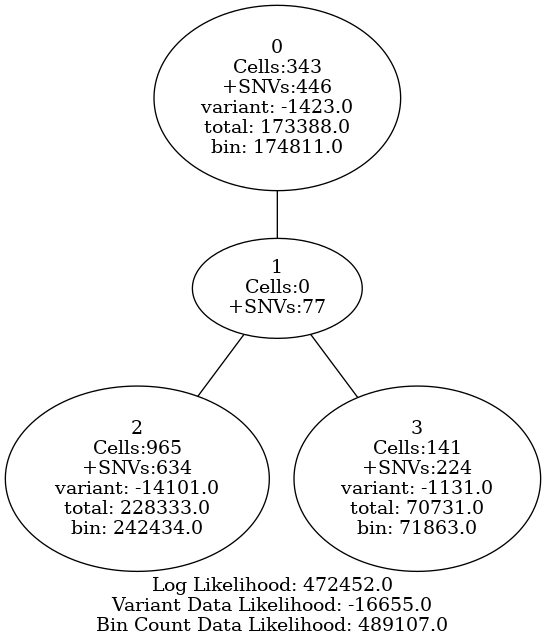 0
Cells:343
+SNVs:446
variant: -1423.0
total: 173388.0
bin: 174811.0
1
Cells:0
+SNVs:77
2
Cells:965
+SNVs:634
variant: -14101.0
total: 228333.0
bin: 242434.0
3
Cells:141
+SNVs:224
variant: -1131.0
total: 70731.0
bin: 71863.0
Log Likelihood: 472452.0
Variant Data Likelihood: -16655.0
Bin Count Data Likelihood: 489107.0